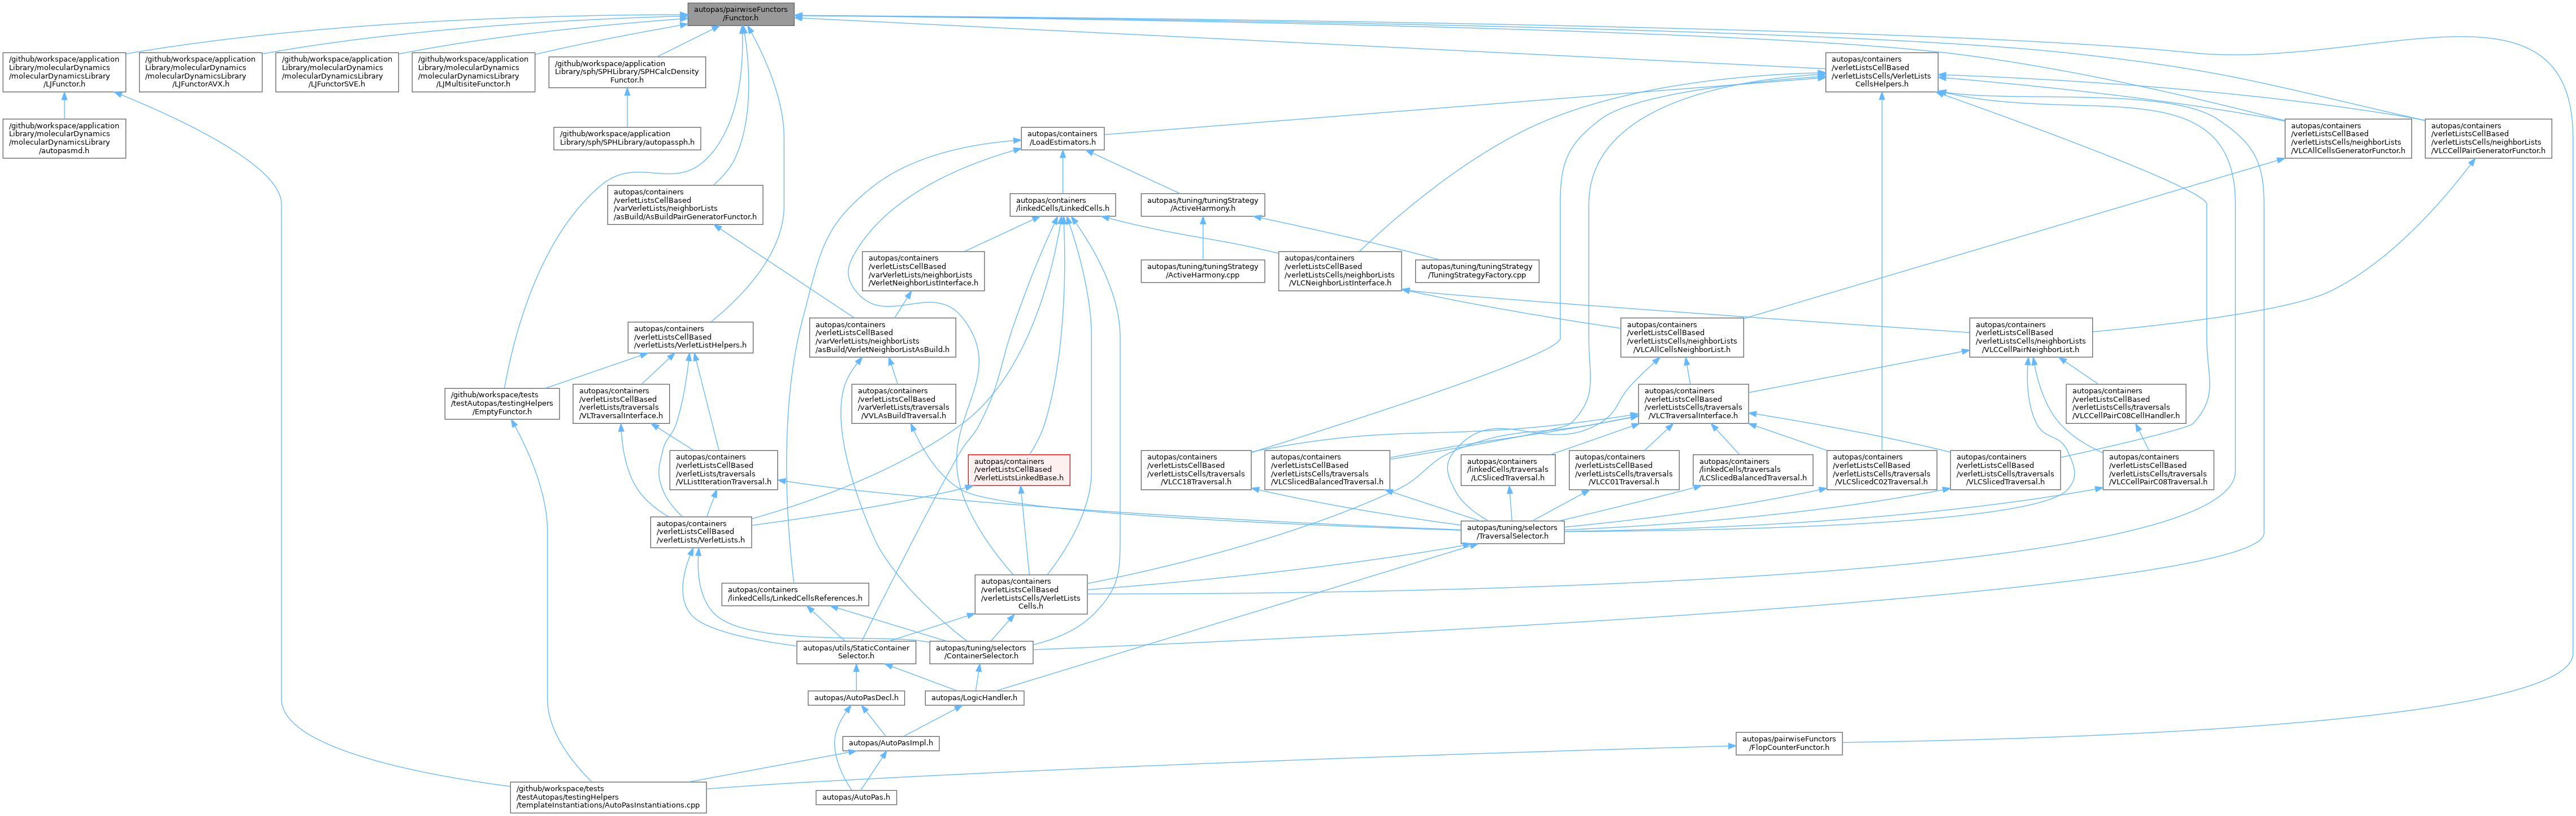 autopas/pairwiseFunctors
/Functor.h
/github/workspace/application
Library/molecularDynamics
/molecularDynamicsLibrary
/LJFunctor.h
/github/workspace/application
Library/molecularDynamics
/molecularDynamicsLibrary
/LJFunctorAVX.h
/github/workspace/application
Library/molecularDynamics
/molecularDynamicsLibrary
/LJFunctorSVE.h
/github/workspace/application
Library/molecularDynamics
/molecularDynamicsLibrary
/LJMultisiteFunctor.h
/github/workspace/application
Library/sph/SPHLibrary/SPHCalcDensity
Functor.h
autopas/containers
/verletListsCellBased
/verletListsCells/VerletLists
CellsHelpers.h
/github/workspace/application
Library/molecularDynamics
/molecularDynamicsLibrary
/autopasmd.h
/github/workspace/application
Library/sph/SPHLibrary/autopassph.h
autopas/containers
/LoadEstimators.h
autopas/containers
/verletListsCellBased
/verletListsCells/neighborLists
/VLCAllCellsGeneratorFunctor.h
autopas/containers
/verletListsCellBased
/verletListsCells/neighborLists
/VLCCellPairGeneratorFunctor.h
autopas/containers
/verletListsCellBased
/varVerletLists/neighborLists
/asBuild/AsBuildPairGeneratorFunctor.h
autopas/containers
/linkedCells/LinkedCells.h
autopas/tuning/tuningStrategy
/ActiveHarmony.h
autopas/containers
/verletListsCellBased
/varVerletLists/neighborLists
/VerletNeighborListInterface.h
autopas/tuning/tuningStrategy
/ActiveHarmony.cpp
autopas/containers
/verletListsCellBased
/verletListsCells/neighborLists
/VLCNeighborListInterface.h
autopas/tuning/tuningStrategy
/TuningStrategyFactory.cpp
autopas/containers
/verletListsCellBased
/verletLists/VerletListHelpers.h
autopas/containers
/verletListsCellBased
/varVerletLists/neighborLists
/asBuild/VerletNeighborListAsBuild.h
autopas/containers
/verletListsCellBased
/verletListsCells/neighborLists
/VLCAllCellsNeighborList.h
autopas/containers
/verletListsCellBased
/verletListsCells/neighborLists
/VLCCellPairNeighborList.h
/github/workspace/tests
/testAutopas/testingHelpers
/EmptyFunctor.h
autopas/containers
/verletListsCellBased
/verletLists/traversals
/VLTraversalInterface.h
autopas/containers
/verletListsCellBased
/varVerletLists/traversals
/VVLAsBuildTraversal.h
autopas/containers
/verletListsCellBased
/verletListsCells/traversals
/VLCTraversalInterface.h
autopas/containers
/verletListsCellBased
/verletListsCells/traversals
/VLCCellPairC08CellHandler.h
autopas/containers
/verletListsCellBased
/verletLists/traversals
/VLListIterationTraversal.h
autopas/containers
/verletListsCellBased
/VerletListsLinkedBase.h
autopas/containers
/verletListsCellBased
/verletListsCells/traversals
/VLCC18Traversal.h
autopas/containers
/verletListsCellBased
/verletListsCells/traversals
/VLCSlicedBalancedTraversal.h
autopas/containers
/linkedCells/traversals
/LCSlicedTraversal.h
autopas/containers
/verletListsCellBased
/verletListsCells/traversals
/VLCC01Traversal.h
autopas/containers
/linkedCells/traversals
/LCSlicedBalancedTraversal.h
autopas/containers
/verletListsCellBased
/verletListsCells/traversals
/VLCSlicedC02Traversal.h
autopas/containers
/verletListsCellBased
/verletListsCells/traversals
/VLCSlicedTraversal.h
autopas/containers
/verletListsCellBased
/verletListsCells/traversals
/VLCCellPairC08Traversal.h
autopas/containers
/verletListsCellBased
/verletLists/VerletLists.h
autopas/tuning/selectors
/TraversalSelector.h
autopas/containers
/linkedCells/LinkedCellsReferences.h
autopas/containers
/verletListsCellBased
/verletListsCells/VerletLists
Cells.h
autopas/utils/StaticContainer
Selector.h
autopas/tuning/selectors
/ContainerSelector.h
autopas/AutoPasDecl.h
autopas/LogicHandler.h
autopas/AutoPasImpl.h
autopas/pairwiseFunctors
/FlopCounterFunctor.h
/github/workspace/tests
/testAutopas/testingHelpers
/templateInstantiations/AutoPasInstantiations.cpp
autopas/AutoPas.h